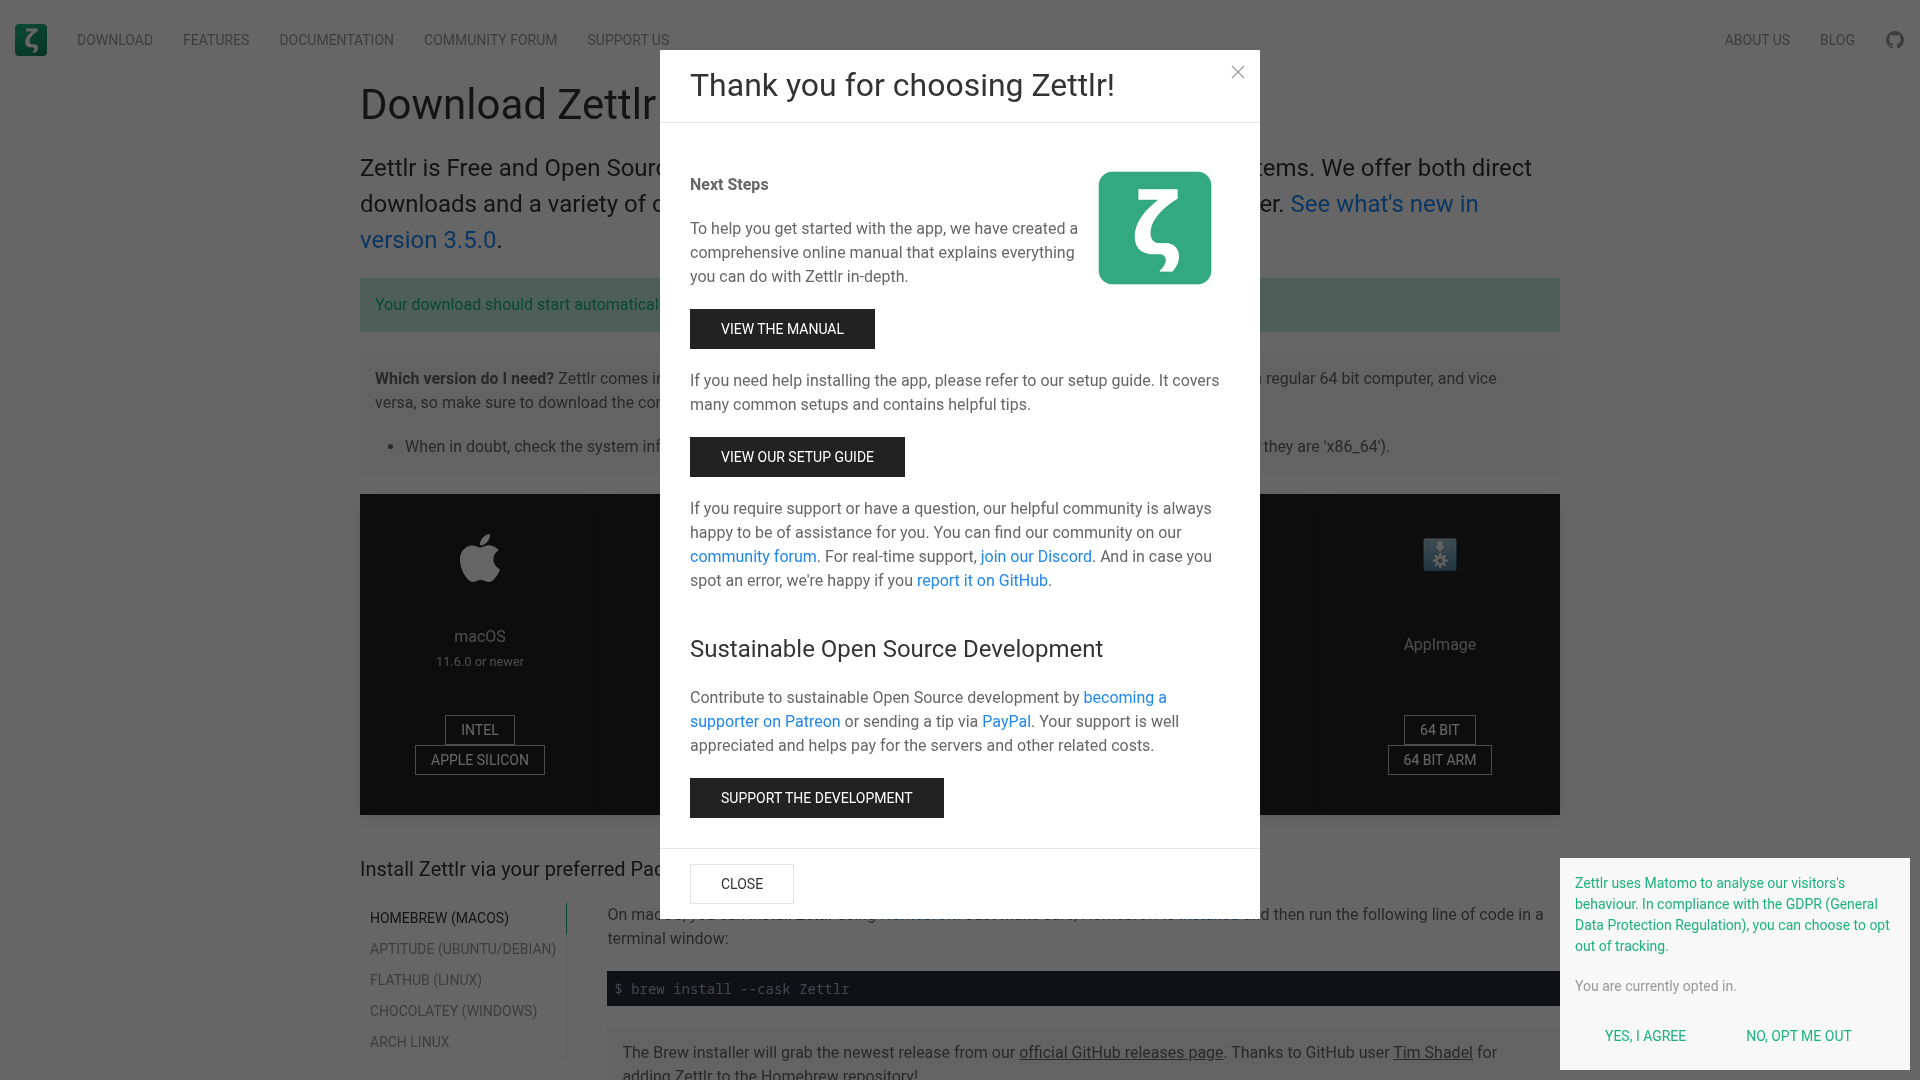 DOWNLOAD FEATURES DOCUMENTATION COMMUNITY FORUM SUPPORT US ABOUT US BLOG
Download Zettlr
Zettlr is Free and Open
tems. We offer both direct
downloads and a variety of
er. See what's new in
version 3.5.0.
Your download should start
Which version do I need? Zettlr comes
regular 64 bit computer, and vice
versa, so make sure to download the
When in doubt, check the system
they are 'x86_64').
macOS
11.6.0 or newer
INTEL
APPLE SILICON
AppImage
64 BIT
64 BIT ARM
Install Zettlr via your preferred
HOMEBREW (MACOS)
APTITUDE (UBUNTU/DEBIAN)
FLATHUB (LINUX)
CHOCOLATEY (WINDOWS)
ARCH LINUX
On
d then run the following line of code in a
terminal window:
$ brew install --cask Zettlr
The Brew installer will grab the newest release from our official GitHub releases page. Thanks to GitHub user Tim Shadel for
adding Zettlr to the Homebrew repository!
Thank you for choosing Zettlr!
Next Steps
To help you get started with the app, we have created a
comprehensive online manual that explains everything
you can do with Zettlr in-depth.
VIEW THE MANUAL
If you need help installing the app, please refer to our setup guide. It covers
many common setups and contains helpful tips.
VIEW OUR SETUP GUIDE
If you require support or have a question, our helpful community is always
happy to be of assistance for you. You can find our community on our
community forum. For real-time support, join our Discord. And in case you
spot an error, we're happy if you report it on GitHub.
Sustainable Open Source Development
Contribute to sustainable Open Source development by becoming a
supporter on Patreon or sending a tip via PayPal. Your support is well
appreciated and helps pay for the servers and other related costs.
SUPPORT THE DEVELOPMENT
CLOSE
Zettlr uses Matomo to analyse our visitors's
behaviour. In compliance with the GDPR (General
Data Protection Regulation), you can choose to opt
out of tracking.
You are currently opted in.
YES, I AGREE NO, OPT ME OUT